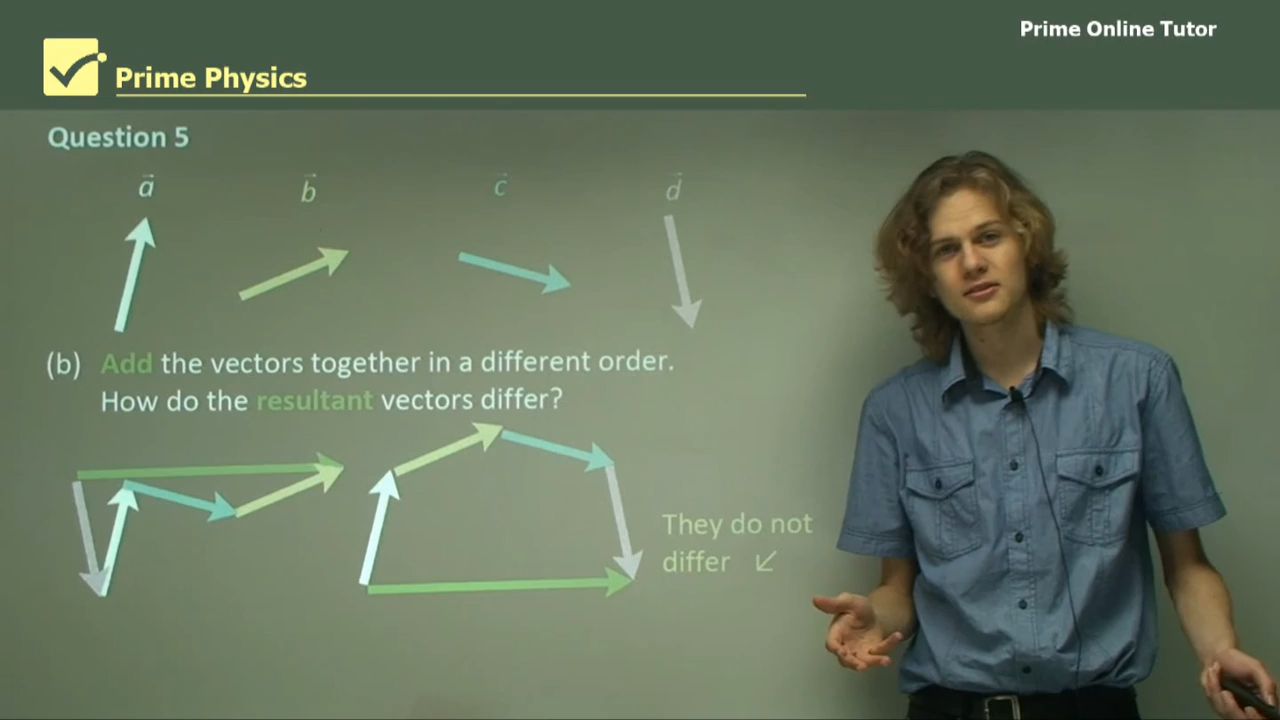 Prime Online Tutor
Prime Physics
Question 5
a⃗ b⃗ c⃗ d⃗
(b) Add the vectors together in a different order.
How do the resultant vectors differ?
They do not
differ